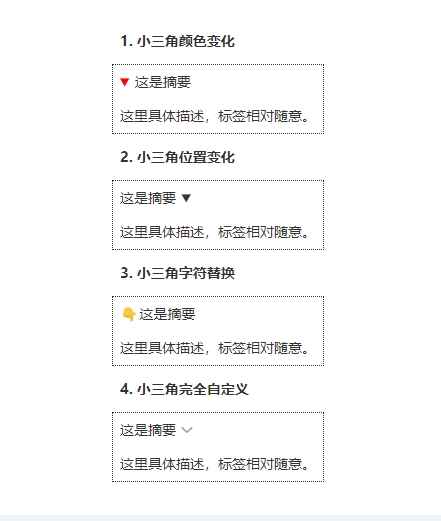 1. 小三角颜色变化
▼ 这是摘要
这里具体描述，标签相对随意。
2. 小三角位置变化
这是摘要 ▼
这里具体描述，标签相对随意。
3. 小三角字符替换
👇 这是摘要
这里具体描述，标签相对随意。
4. 小三角完全自定义
这是摘要
这里具体描述，标签相对随意。